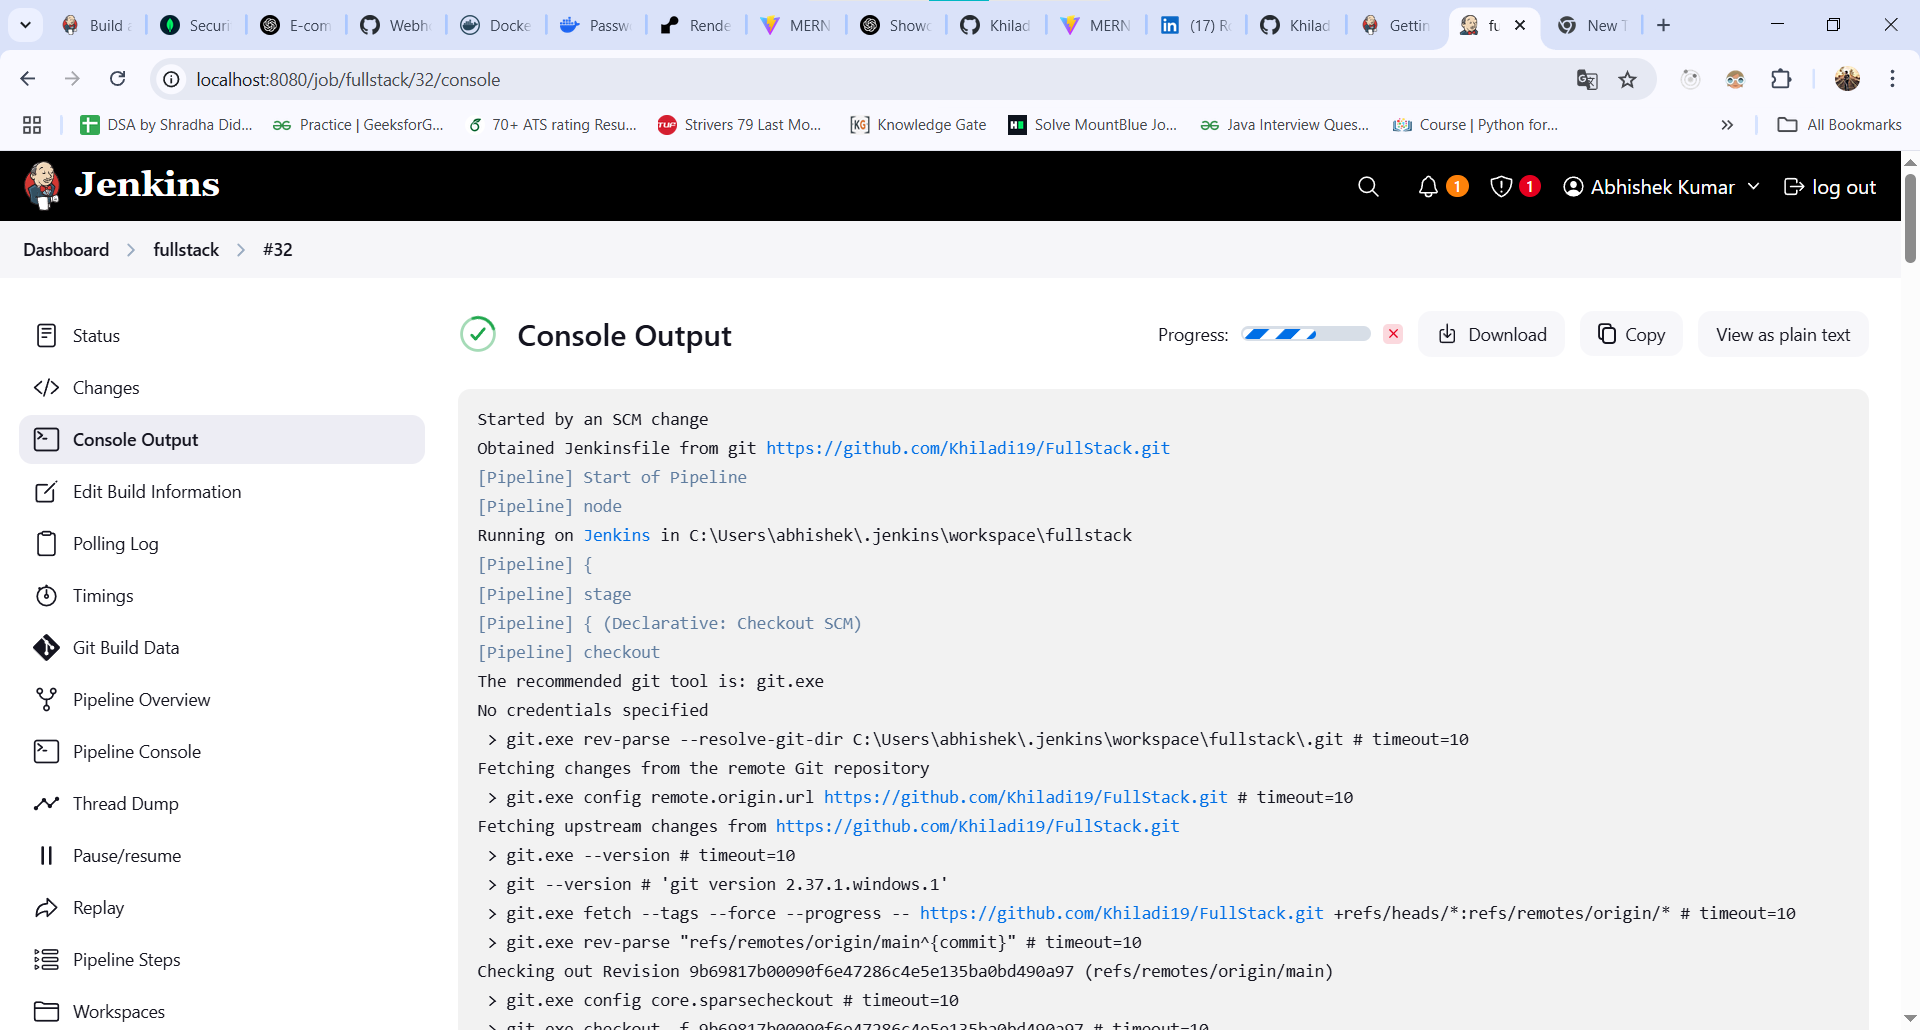 Build a
Securi
E-com
Webh
Docke
Passw
Rende
MERN
Showc
Khilad
MERN
(17) R
Khilad
Gettin
fu
New T
localhost:8080/job/fullstack/32/console
DSA by Shradha Did...
Practice | GeeksforG...
70+ ATS rating Resu...
TUF Strivers 79 Last Mo...
[KG] Knowledge Gate
Solve MountBlue Jo...
Java Interview Ques...
Course | Python for...
All Bookmarks
Jenkins
1
1
Abhishek Kumar
log out
Dashboard > fullstack > #32
Status
Changes
Console Output
Edit Build Information
Polling Log
Timings
Git Build Data
Pipeline Overview
Pipeline Console
Thread Dump
Pause/resume
Replay
Pipeline Steps
Workspaces
Console Output
Progress:
Download
Copy
View as plain text
Started by an SCM change
Obtained Jenkinsfile from git https://github.com/Khiladi19/FullStack.git
[Pipeline] Start of Pipeline
[Pipeline] node
Running on Jenkins in C:\Users\abhishek\.jenkins\workspace\fullstack
[Pipeline] {
[Pipeline] stage
[Pipeline] { (Declarative: Checkout SCM)
[Pipeline] checkout
The recommended git tool is: git.exe
No credentials specified
> git.exe rev-parse --resolve-git-dir C:\Users\abhishek\.jenkins\workspace\fullstack\.git # timeout=10
Fetching changes from the remote Git repository
> git.exe config remote.origin.url https://github.com/Khiladi19/FullStack.git # timeout=10
Fetching upstream changes from https://github.com/Khiladi19/FullStack.git
> git.exe --version # timeout=10
> git --version # 'git version 2.37.1.windows.1'
> git.exe fetch --tags --force --progress -- https://github.com/Khiladi19/FullStack.git +refs/heads/*:refs/remotes/origin/* # timeout=10
> git.exe rev-parse "refs/remotes/origin/main^{commit}" # timeout=10
Checking out Revision 9b69817b00090f6e47286c4e5e135ba0bd490a97 (refs/remotes/origin/main)
> git.exe config core.sparsecheckout # timeout=10
> git.exe checkout -f 9b69817b00090f6e47286c4e5e135ba0bd490a97 # timeout=10